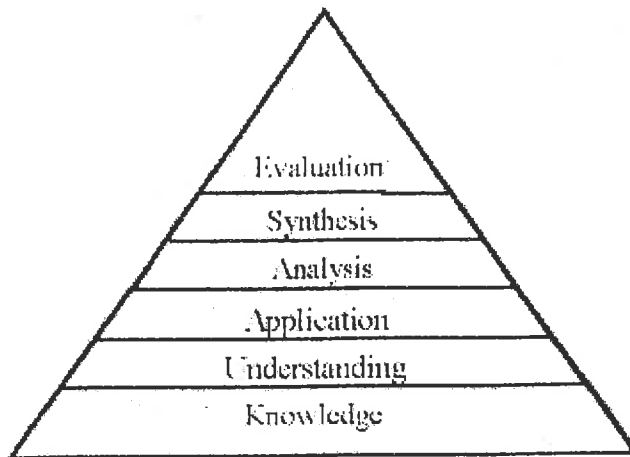 Evaluation
Synthesis
Analysis
Application
Understanding
Knowledge